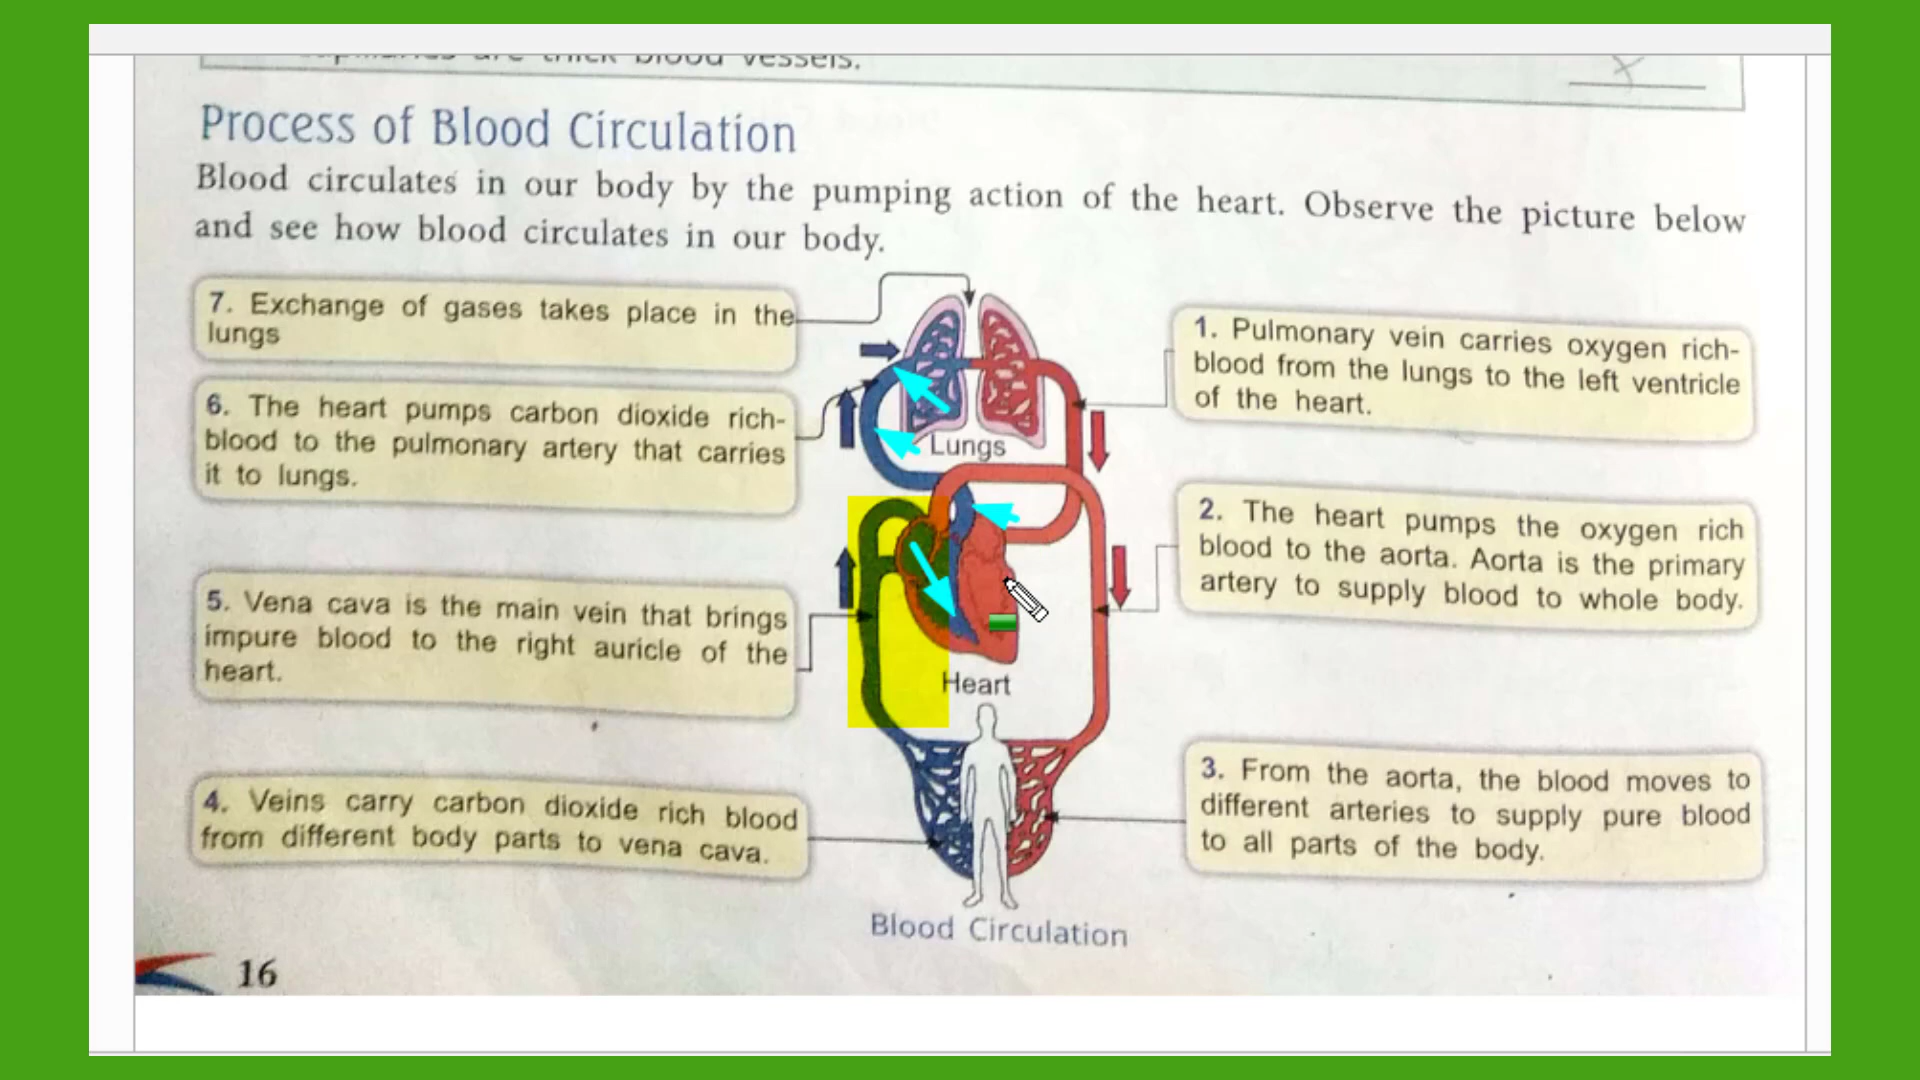 are thick blood vessels.
Process of Blood Circulation
Blood circulates in our body by the pumping action of the heart. Observe the picture below
and see how blood circulates in our body.
7. Exchange of gases takes place in the
lungs
6. The heart pumps carbon dioxide rich-
blood to the pulmonary artery that carries
it to lungs.
5. Vena cava is the main vein that brings
impure blood to the right auricle of the
heart.
4. Veins carry carbon dioxide rich blood
from different body parts to vena cava.
Lungs
Heart
1. Pulmonary vein carries oxygen rich-
blood from the lungs to the left ventricle
of the heart.
2. The heart pumps the oxygen rich
blood to the aorta. Aorta is the primary
artery to supply blood to whole body.
3. From the aorta, the blood moves to
different arteries to supply pure blood
to all parts of the body.
Blood Circulation
16